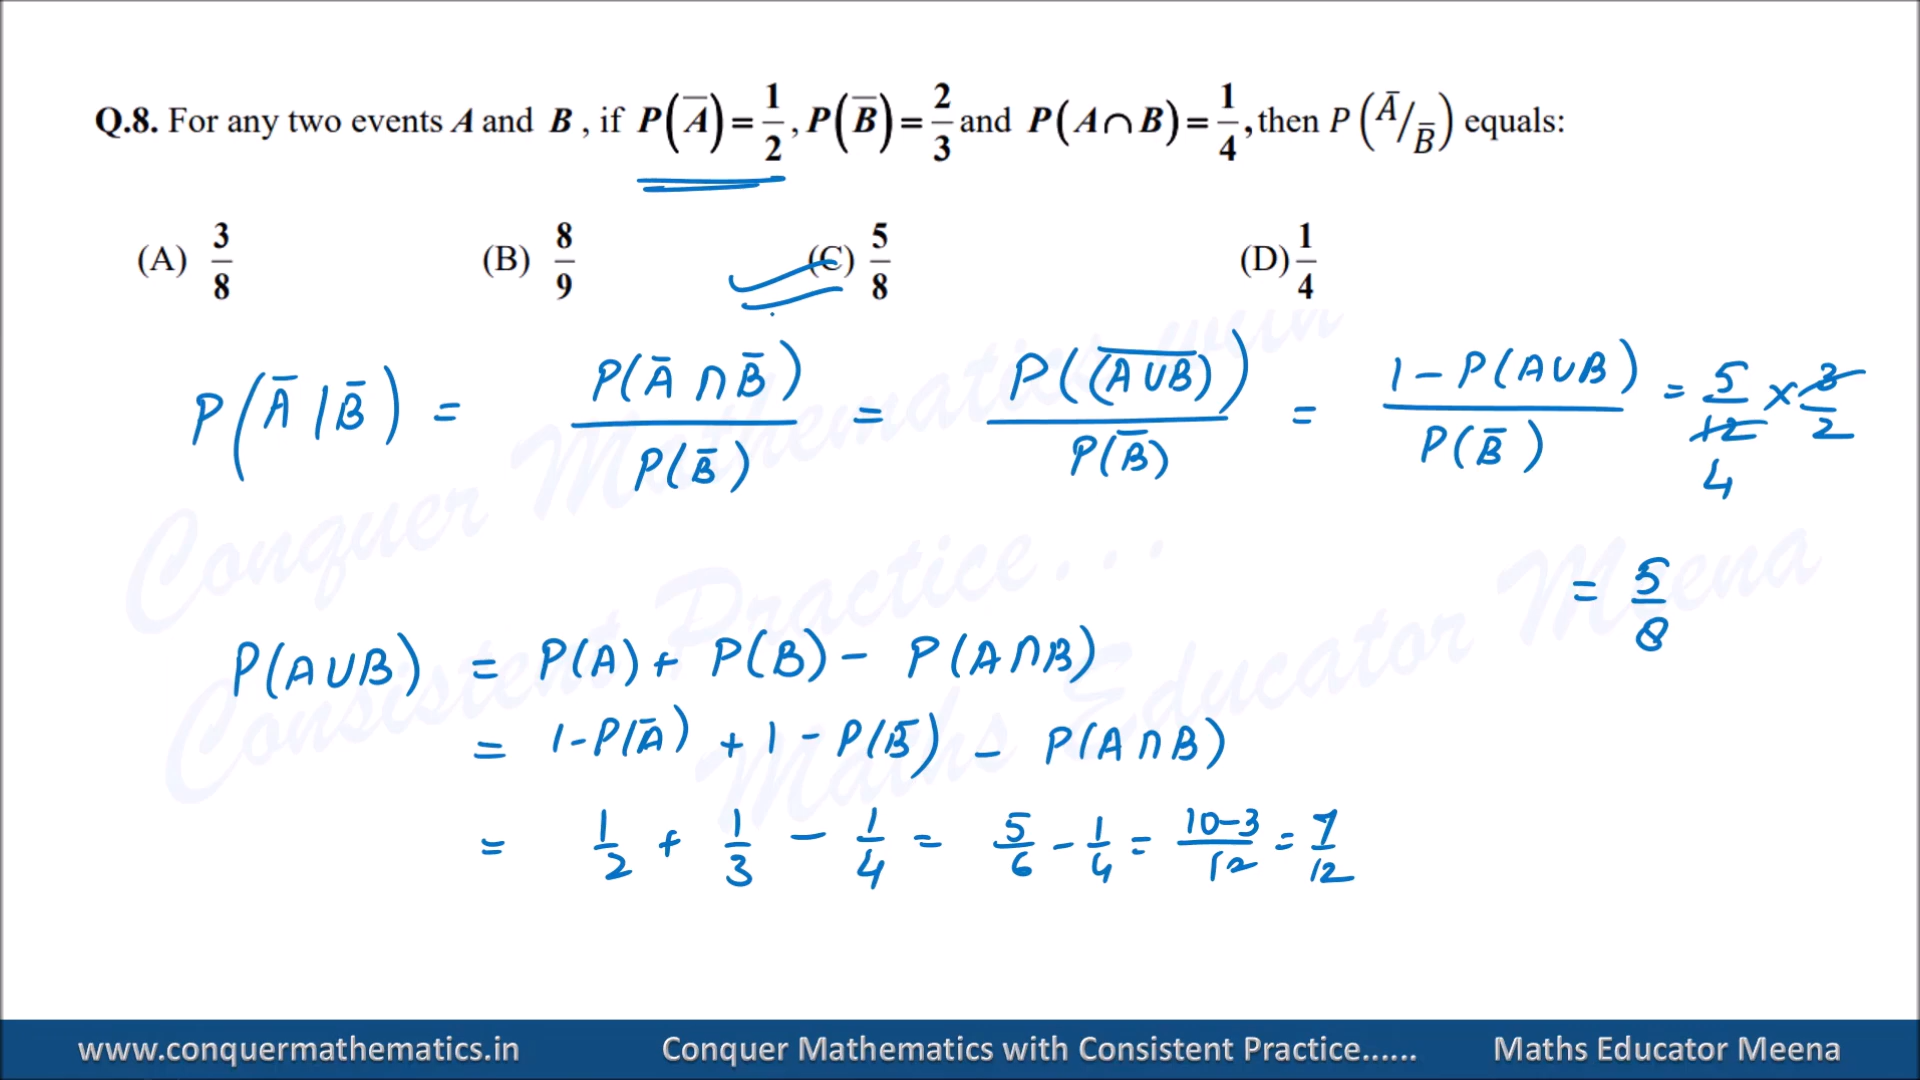 Q.8. For any two events A and B , if P(A̅) = 1/2 , P(B̅) = 2/3 and P(A∩B) = 1/4 , then P(A̅/B̅) equals:
(A) 3/8 (B) 8/9 (C) 5/8 (D) 1/4
P(A̅ | B̅) = P(A̅ ∩ B̅) / P(B̅) = P((A∪B)̅) / P(B̅) = 1 - P(A∪B) / P(B̅) = 5/12 × 3/2
4
= 5/8
P(A∪B) = P(A) + P(B) - P(A∩B)
= 1 - P(A̅) + 1 - P(B̅) - P(A∩B)
= 1/2 + 1/3 - 1/4 = 5/6 - 1/4 = 10-3/12 = 7/12
Conquer Mathematics with
Consistent Practice...
Maths Educator Meena
www.conquermathematics.in Conquer Mathematics with Consistent Practice...... Maths Educator Meena